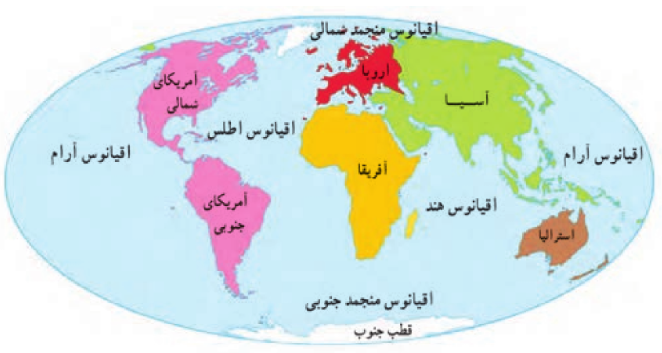 اقیانوس منجمد شمالی
اروپا
آمریکای
شمالی
آسیا
اقیانوس اطلس
اقیانوس آرام
اقیانوس آرام
آفریقا
آمریکای
جنوبی
اقیانوس هند
استرالیا
اقیانوس منجمد جنوبی
قطب جنوب